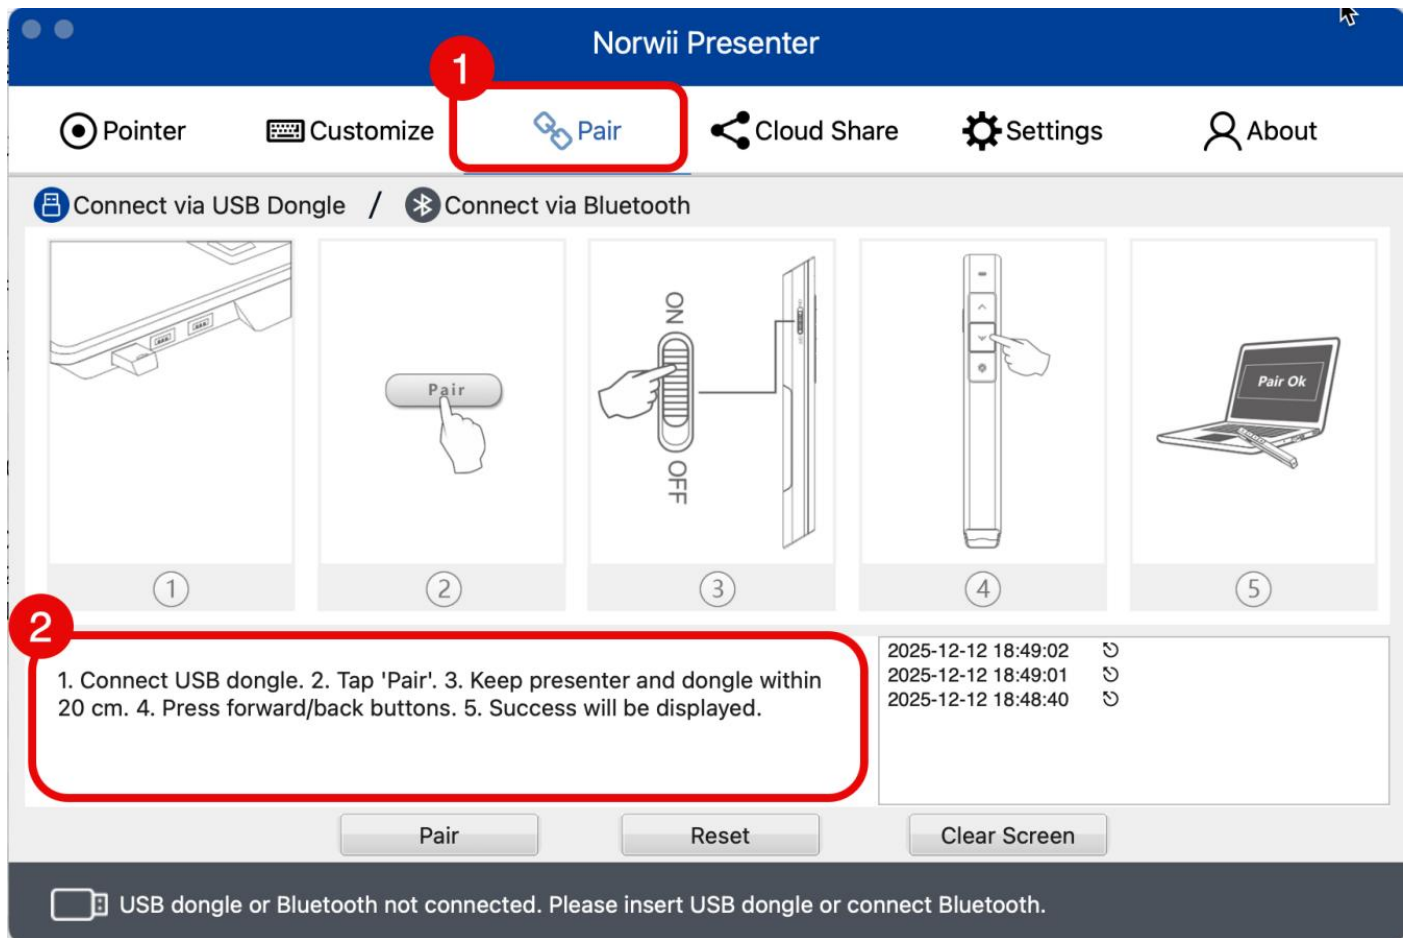 Norwii Presenter
1
Pointer
Customize
Pair
Cloud Share
Settings
About
Connect via USB Dongle / Connect via Bluetooth
Pair
ON
OFF
Pair Ok
1
2
3
4
5
2
1. Connect USB dongle. 2. Tap 'Pair'. 3. Keep presenter and dongle within
20 cm. 4. Press forward/back buttons. 5. Success will be displayed.
2025-12-12 18:49:02
2025-12-12 18:49:01
2025-12-12 18:48:40
Pair
Reset
Clear Screen
USB dongle or Bluetooth not connected. Please insert USB dongle or connect Bluetooth.